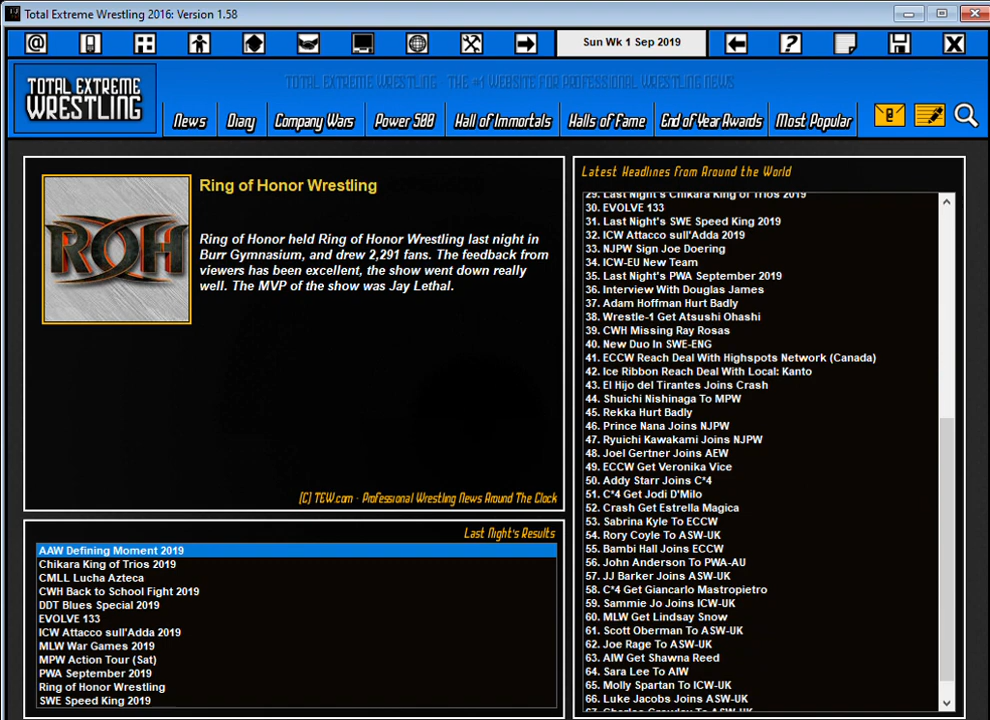 Total Extreme Wrestling 2016: Version 1.58
Sun Wk 1 Sep 2019
TOTAL EXTREME WRESTLING
TOTAL EXTREME WRESTLING - THE #1 WEBSITE FOR PROFESSIONAL WRESTLING NEWS
News
Diary
Company Wars
Power 500
Hall of Immortals
Halls of Fame
End of Year Awards
Most Popular
Ring of Honor Wrestling
ROH
Ring of Honor held Ring of Honor Wrestling last night in
Burr Gymnasium, and drew 2,291 fans. The feedback from
viewers has been excellent, the show went down really
well. The MVP of the show was Jay Lethal.
(C) TEW.com - Professional Wrestling News Around The Clock
Last Night's Results
AAW Defining Moment 2019
Chikara King of Trios 2019
CMLL Lucha Azteca
CWH Back to School Fight 2019
DDT Blues Special 2019
EVOLVE 133
ICW Attacco sull'Adda 2019
MLW War Games 2019
MPW Action Tour (Sat)
PWA September 2019
Ring of Honor Wrestling
SWE Speed King 2019
Latest Headlines From Around the World
29. Last Night's Chikara King of Trios 2019
30. EVOLVE 133
31. Last Night's SWE Speed King 2019
32. ICW Attacco sull'Adda 2019
33. NJPW Sign Joe Doering
34. ICW-EU New Team
35. Last Night's PWA September 2019
36. Interview With Douglas James
37. Adam Hoffman Hurt Badly
38. Wrestle-1 Get Atsushi Ohashi
39. CWH Missing Ray Rosas
40. New Duo In SWE-ENG
41. ECCW Reach Deal With Highspots Network (Canada)
42. Ice Ribbon Reach Deal With Local: Kanto
43. El Hijo del Tirantes Joins Crash
44. Shuichi Nishinaga To MPW
45. Rekka Hurt Badly
46. Prince Nana Joins NJPW
47. Ryuichi Kawakami Joins NJPW
48. Joel Gertner Joins AEW
49. ECCW Get Veronika Vice
50. Addy Starr Joins C*4
51. C*4 Get Jodi D'Milo
52. Crash Get Estrella Magica
53. Sabrina Kyle To ECCW
54. Rory Coyle To ASW-UK
55. Bambi Hall Joins ECCW
56. John Anderson To PWA-AU
57. JJ Barker Joins ASW-UK
58. C*4 Get Giancarlo Mastropietro
59. Sammie Jo Joins ICW-UK
60. MLW Get Lindsay Snow
61. Scott Oberman To ASW-UK
62. Joe Rage To ASW-UK
63. AIW Get Shawna Reed
64. Sara Lee To AIW
65. Molly Spartan To ICW-UK
66. Luke Jacobs Joins ASW-UK